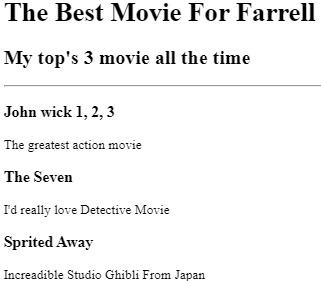 The Best Movie For Farrell
My top's 3 movie all the time
John wick 1, 2, 3
The greatest action movie
The Seven
I'd really love Detective Movie
Sprited Away
Increadible Studio Ghibli From Japan